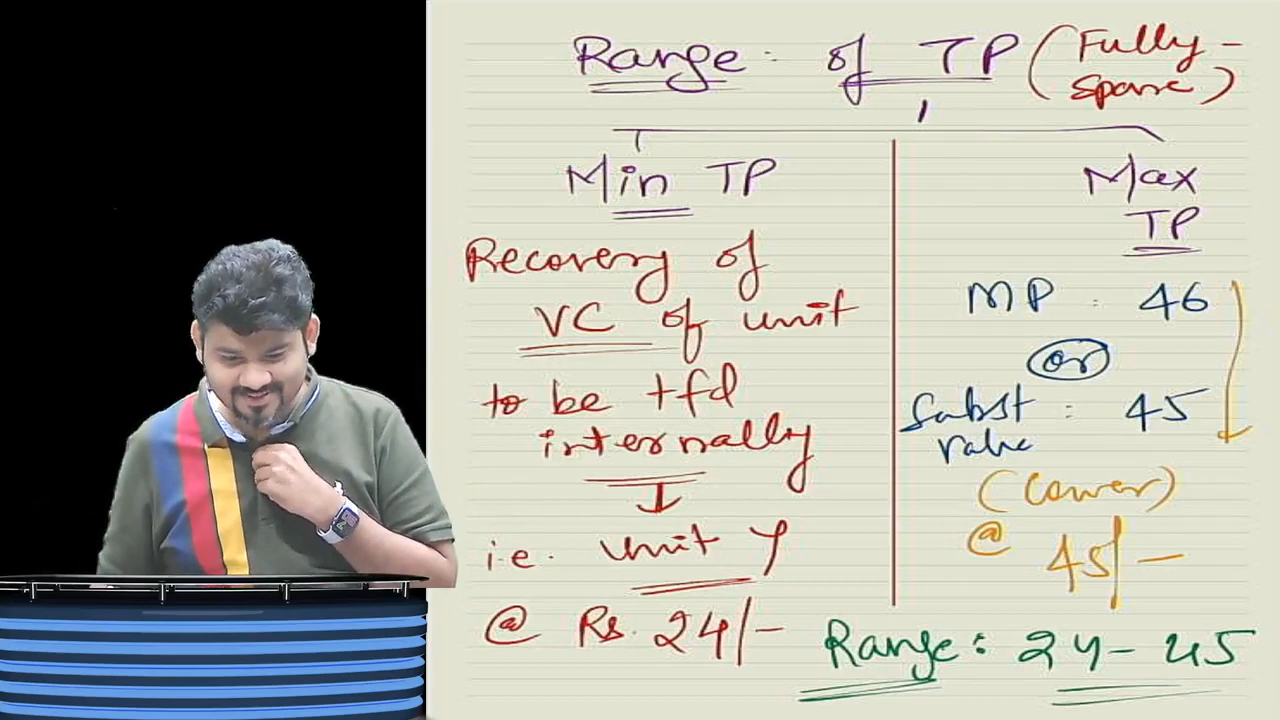 Range: of TP (Fully-
Spare)
Min TP
Recovery of
VC of unit
to be tfd
internally
i.e. unit Y
@ Rs. 24/-
Max
TP
MP : 46
or
Subst : 45
value
(lower)
@ 45/-
Range: 24-45